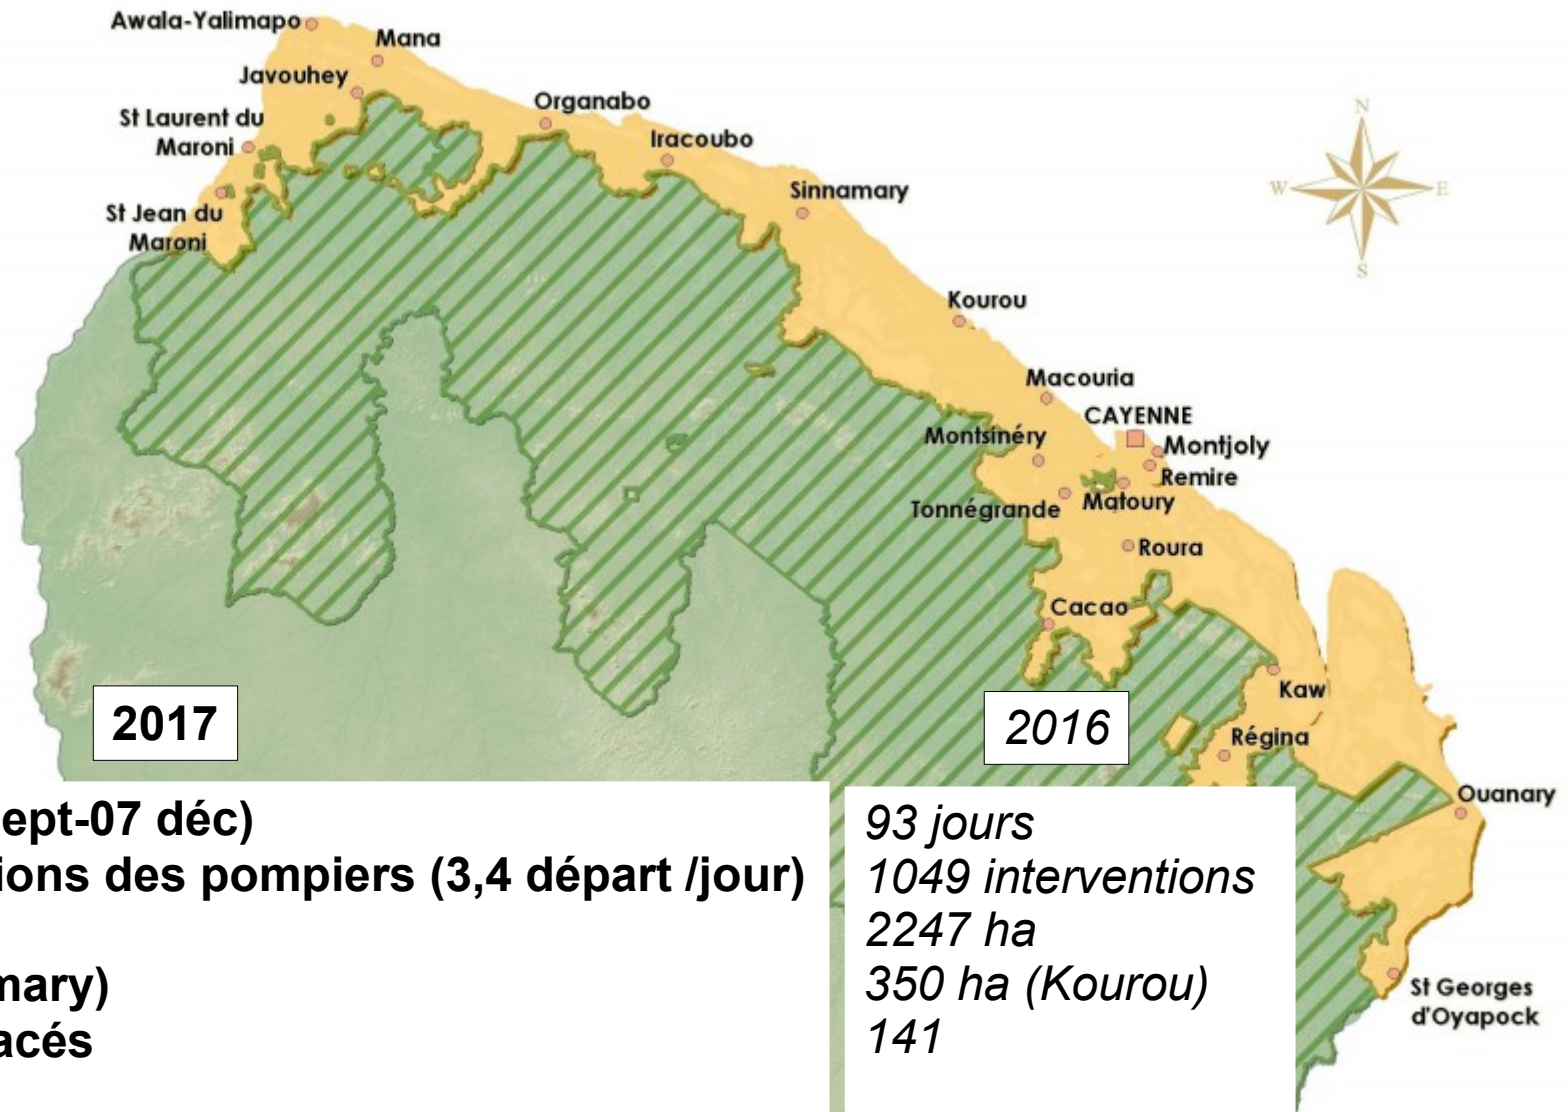 Awala-Yalimapo
Mana
Javouhey
Organabo
St Laurent du
Maroni
Iracoubo
Sinnamary
St Jean du
Maroni
N
W
E
S
Kourou
Macouria
CAYENNE
Montsinéry
Montjoly
Remire
Tonnégrande
Matoury
Roura
Cacao
Kaw
Régina
Ouanary
St Georges
d'Oyapock
2017
ept-07 déc)
ions des pompiers (3,4 départ /jour)
mary)
acés
2016
93 jours
1049 interventions
2247 ha
350 ha (Kourou)
141